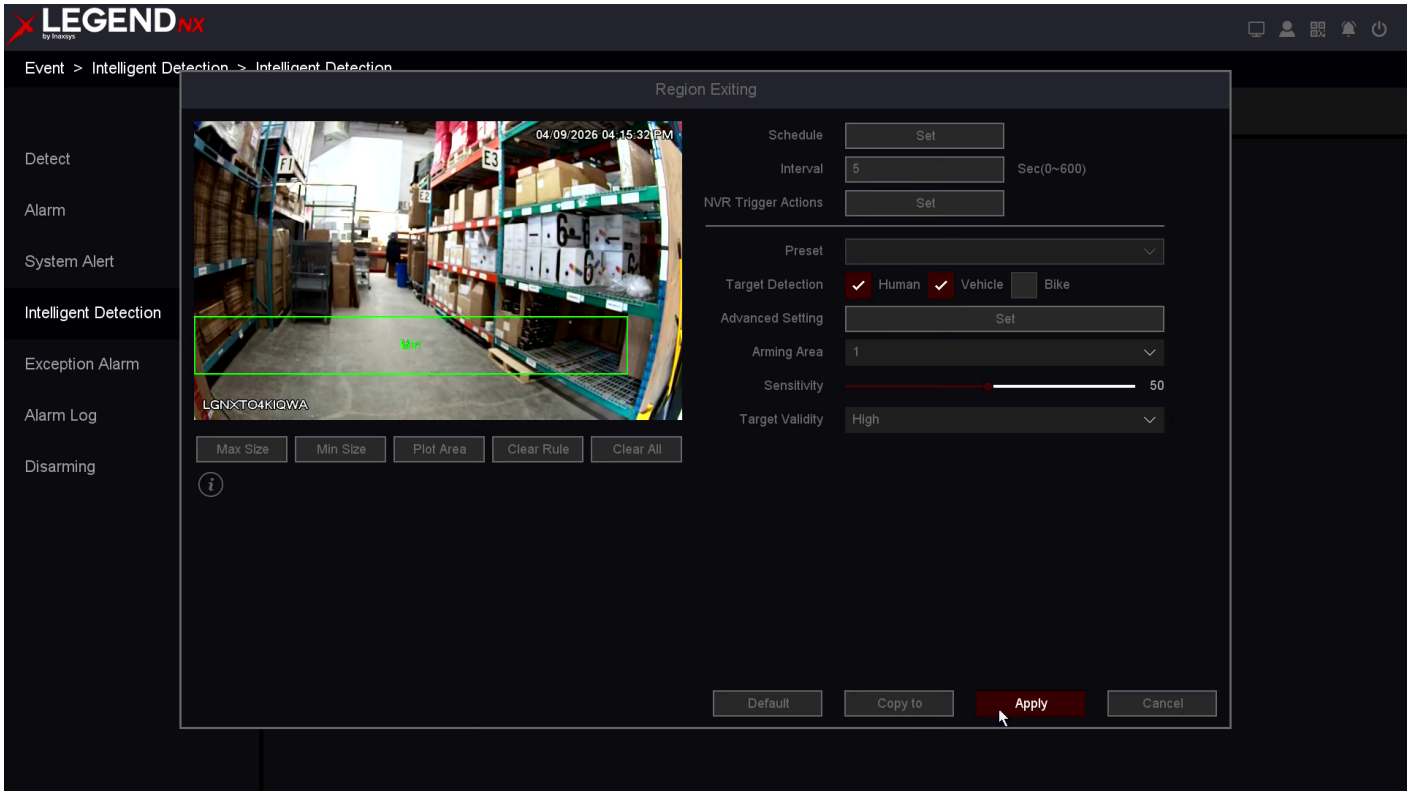 LEGEND NX
by Inaxsys
Event > Intelligent Detection > Intelligent Detection
Region Exiting
Detect
Alarm
System Alert
Intelligent Detection
Exception Alarm
Alarm Log
Disarming
04/09/2026 04:15:32 PM
F1
E3
E2
LGNXTO4KIQWA
Max Size Min Size Plot Area Clear Rule Clear All
i
Schedule Set
Interval 5 Sec(0~600)
NVR Trigger Actions Set
Preset
Target Detection Human Vehicle Bike
Advanced Setting Set
Arming Area 1
Sensitivity 50
Target Validity High
Default Copy to Apply Cancel